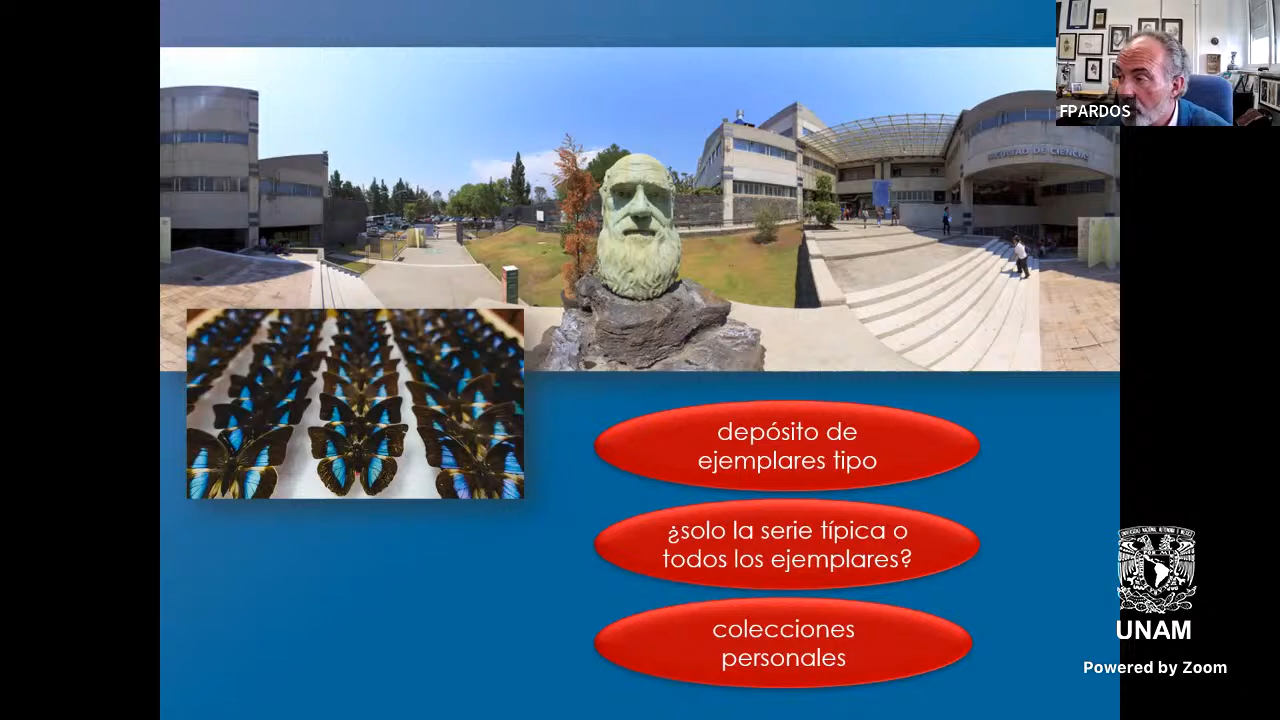 FPARDOS
FACULTAD DE CIENCIAS
depósito de
ejemplares tipo
¿solo la serie típica o
todos los ejemplares?
colecciones
personales
UNAM
Powered by Zoom